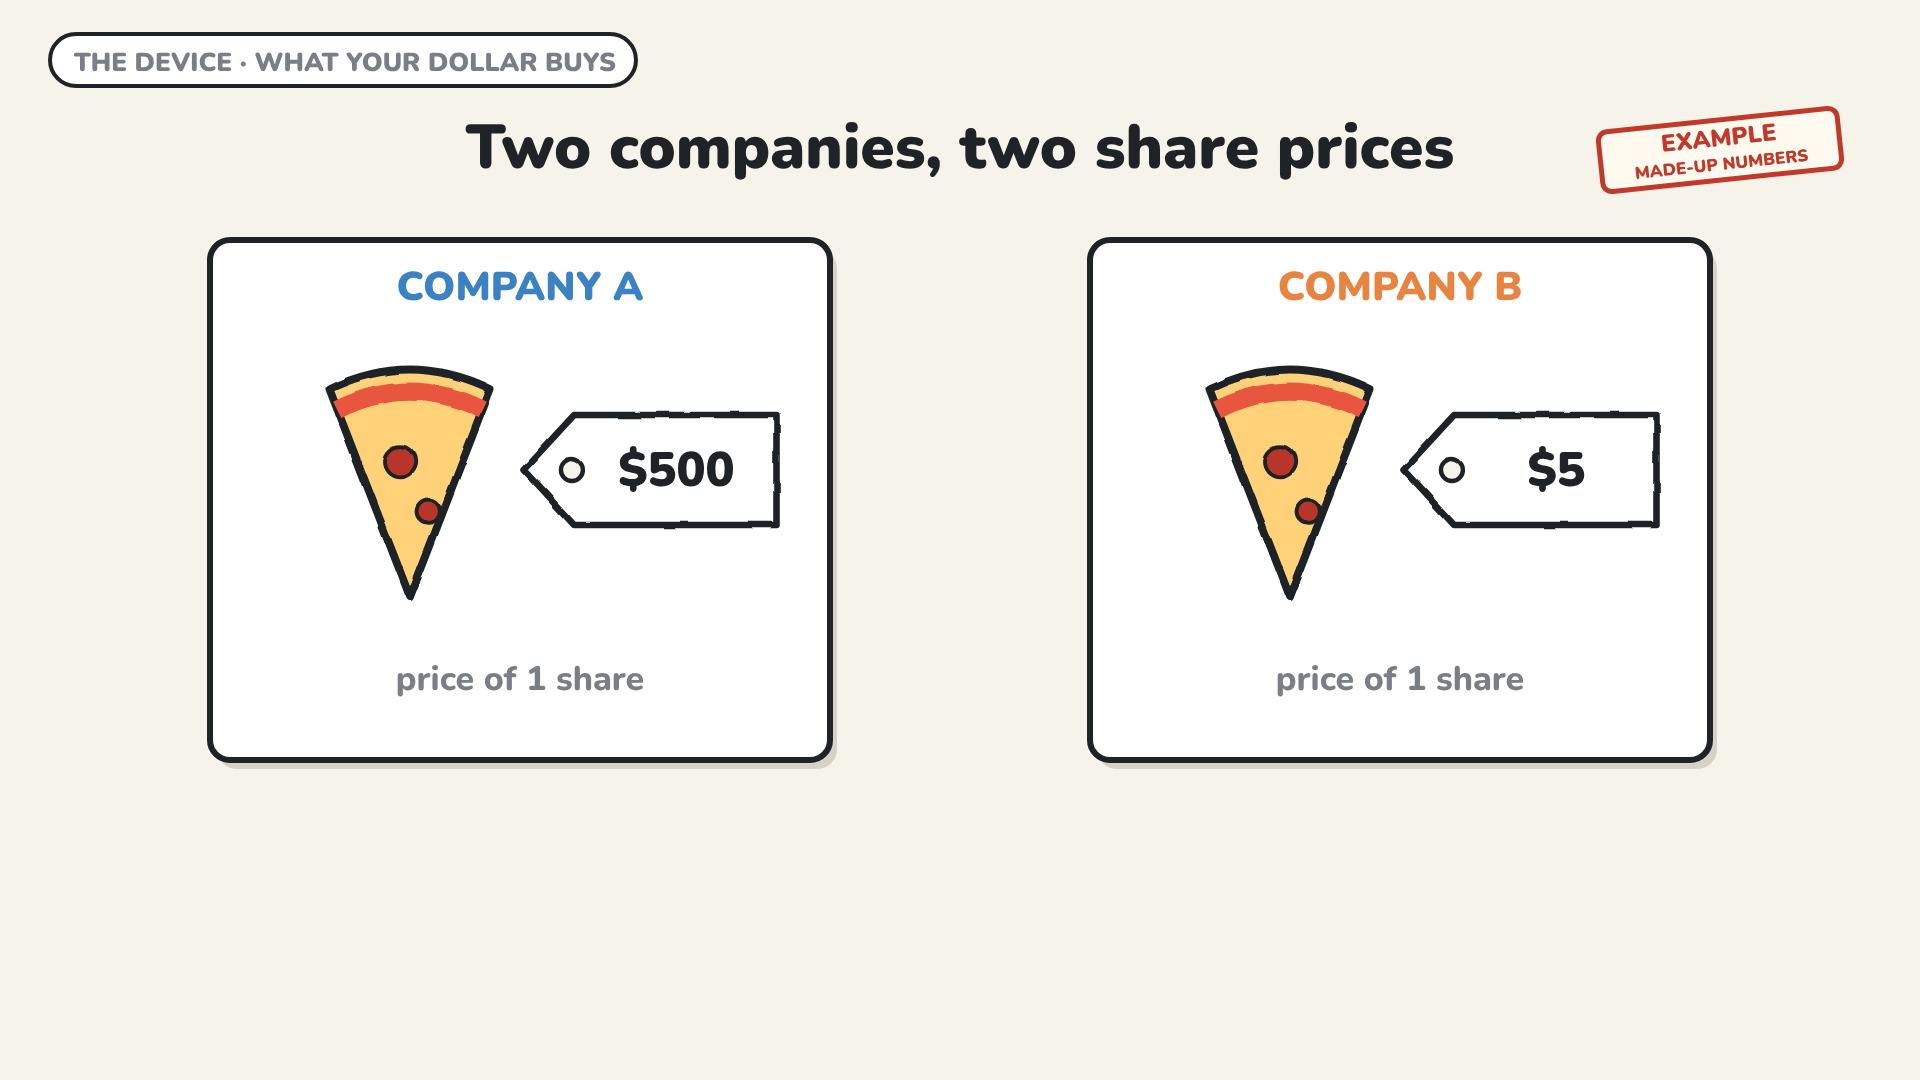 THE DEVICE · WHAT YOUR DOLLAR BUYS
Two companies, two share prices
EXAMPLE
MADE-UP NUMBERS
COMPANY A
$500
price of 1 share
COMPANY B
$5
price of 1 share